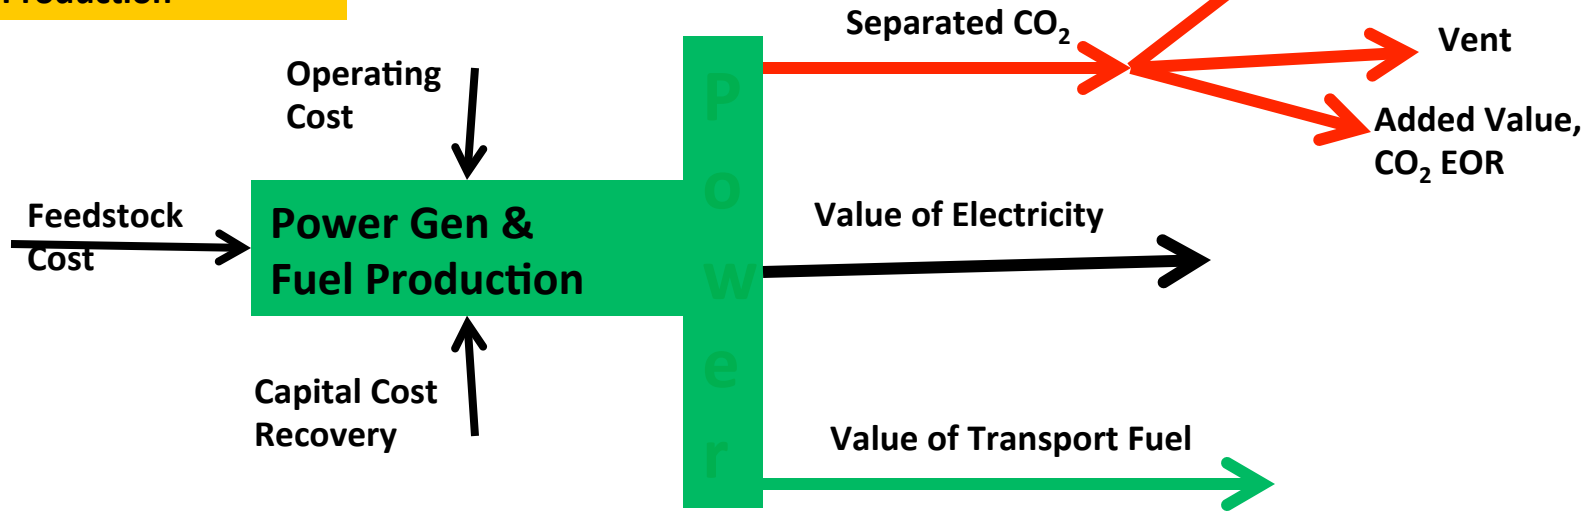 Production
Separated CO₂
Vent
Operating
Cost
Added Value,
CO₂ EOR
Feedstock
Cost
Power Gen &
Fuel Production
Value of Electricity
Capital Cost
Recovery
Value of Transport Fuel
P
o
w
e
r